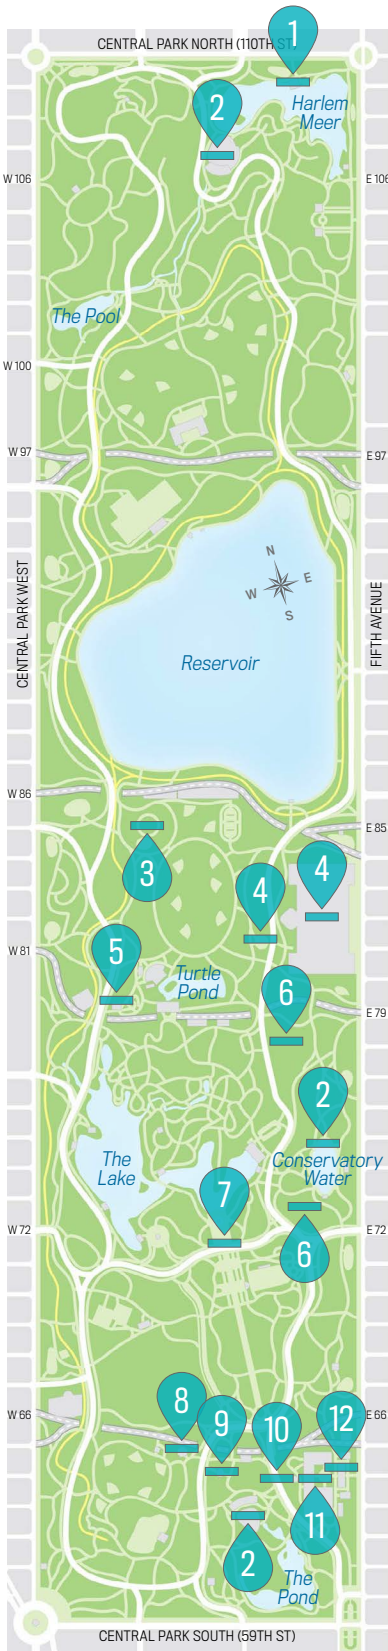 1
CENTRAL PARK NORTH (110TH ST.
2
Harlem
Meer
W 106
E 106
The Pool
W 100
W 97
E 97
N
E
W
S
CENTRAL PARK WEST
FIFTH AVENUE
Reservoir
W 86
E 85
3
4
4
W 81
5
Turtle
Pond
6
E 79
2
The
Lake
Conservatory
Water
7
W 72
E 72
6
W 66
E 66
8
9
10
12
11
2
The
Pond
CENTRAL PARK SOUTH (59TH ST)